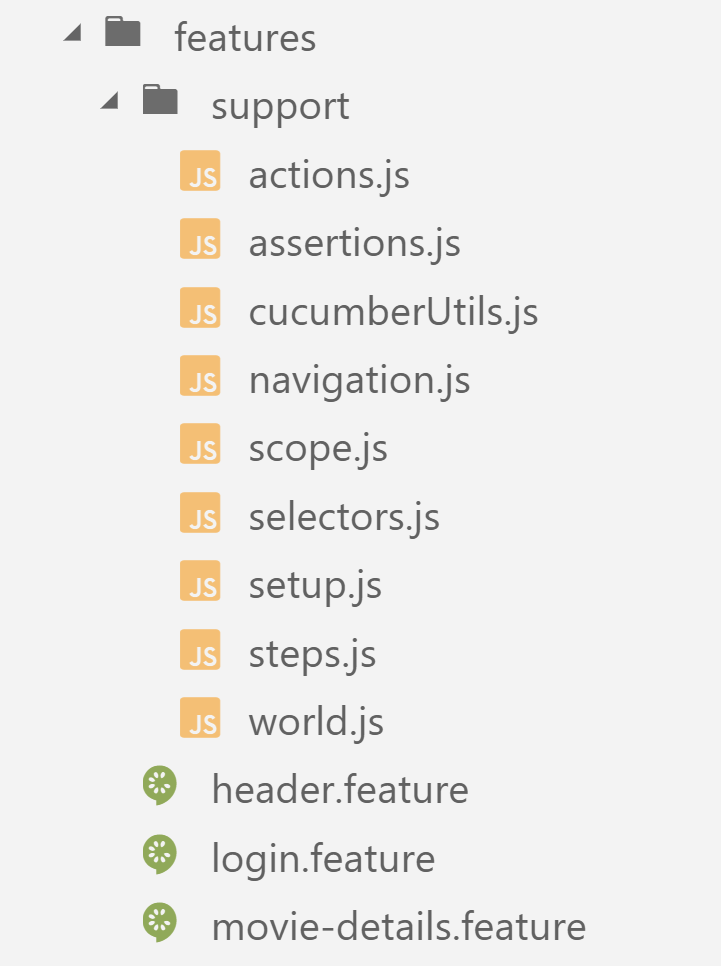 features
support
JS actions.js
JS assertions.js
JS cucumberUtils.js
JS navigation.js
JS scope.js
JS selectors.js
JS setup.js
JS steps.js
JS world.js
header.feature
login.feature
movie-details.feature